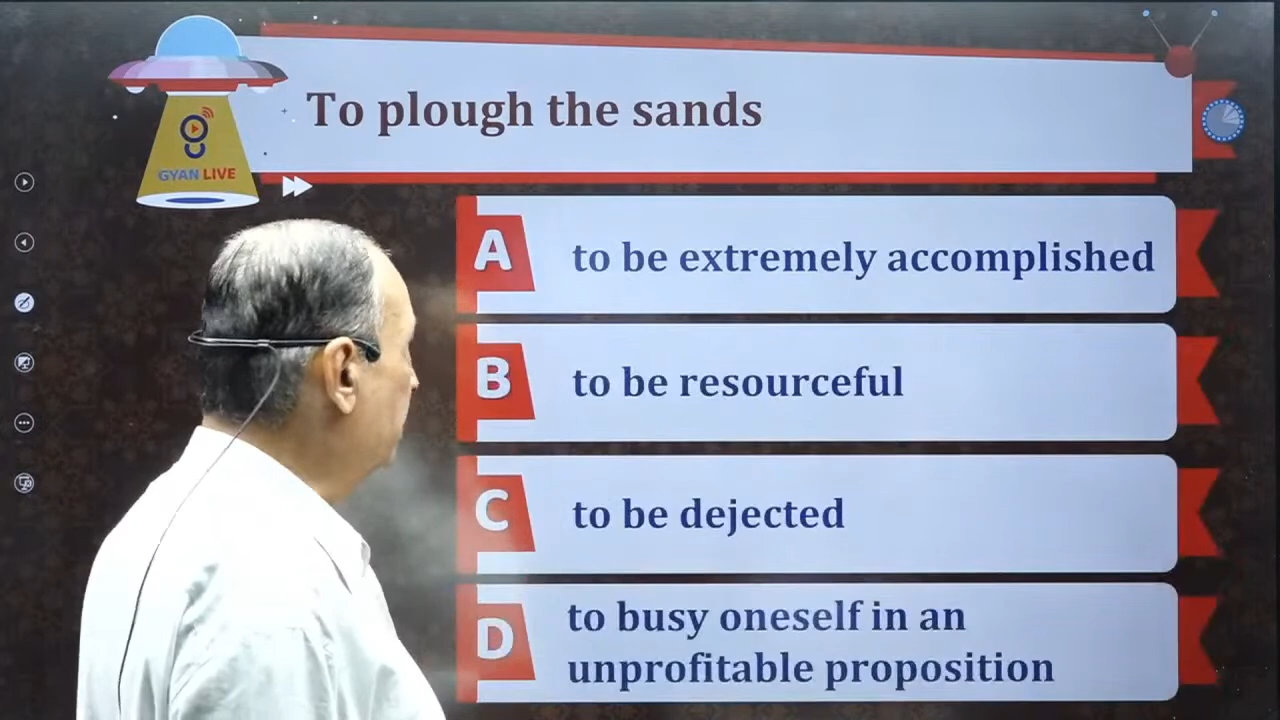 To plough the sands
GYAN LIVE
A to be extremely accomplished
B to be resourceful
C to be dejected
D to busy oneself in an
unprofitable proposition